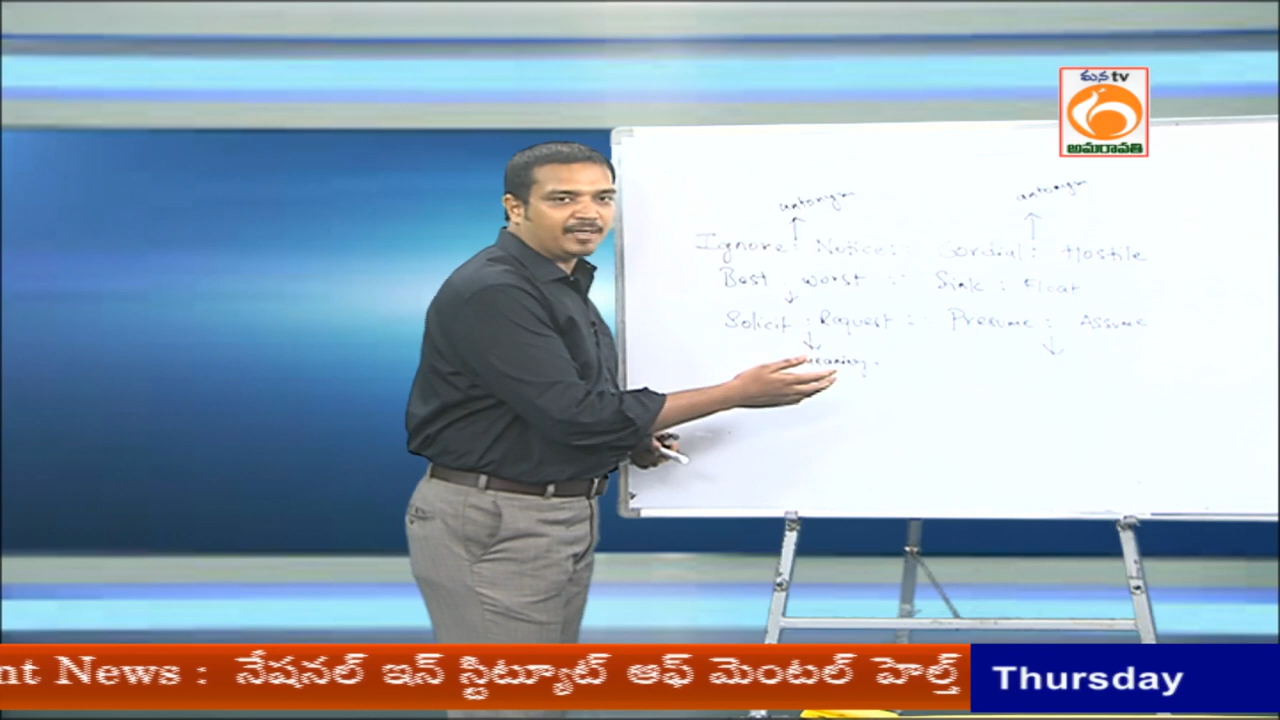 మన tv
అమరావతి
antonym antonym
Ignore : Notice :: Cordial : Hostile
Best worst :: Sink : Float
Solicit : Request :: Presume : Assume
meaning.
nt News : నేషనల్ ఇన్ స్టిట్యూట్ ఆఫ్ మెంటల్ హెల్త్
Thursday